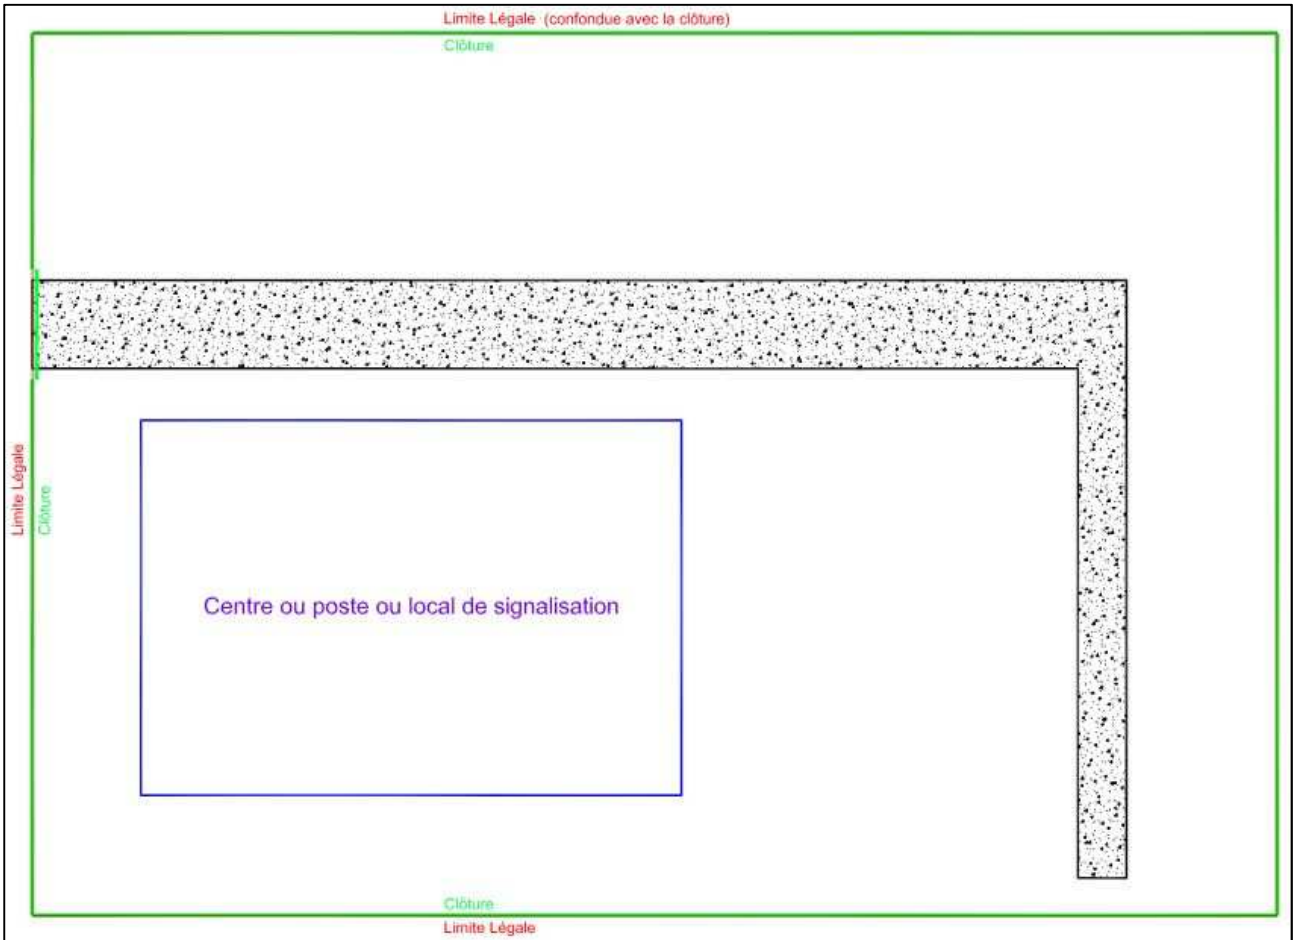 Limite Légale (confondue avec la clôture)
Clôture
Limite Légale
Clôture
Centre ou poste ou local de signalisation
Clôture
Limite Légale